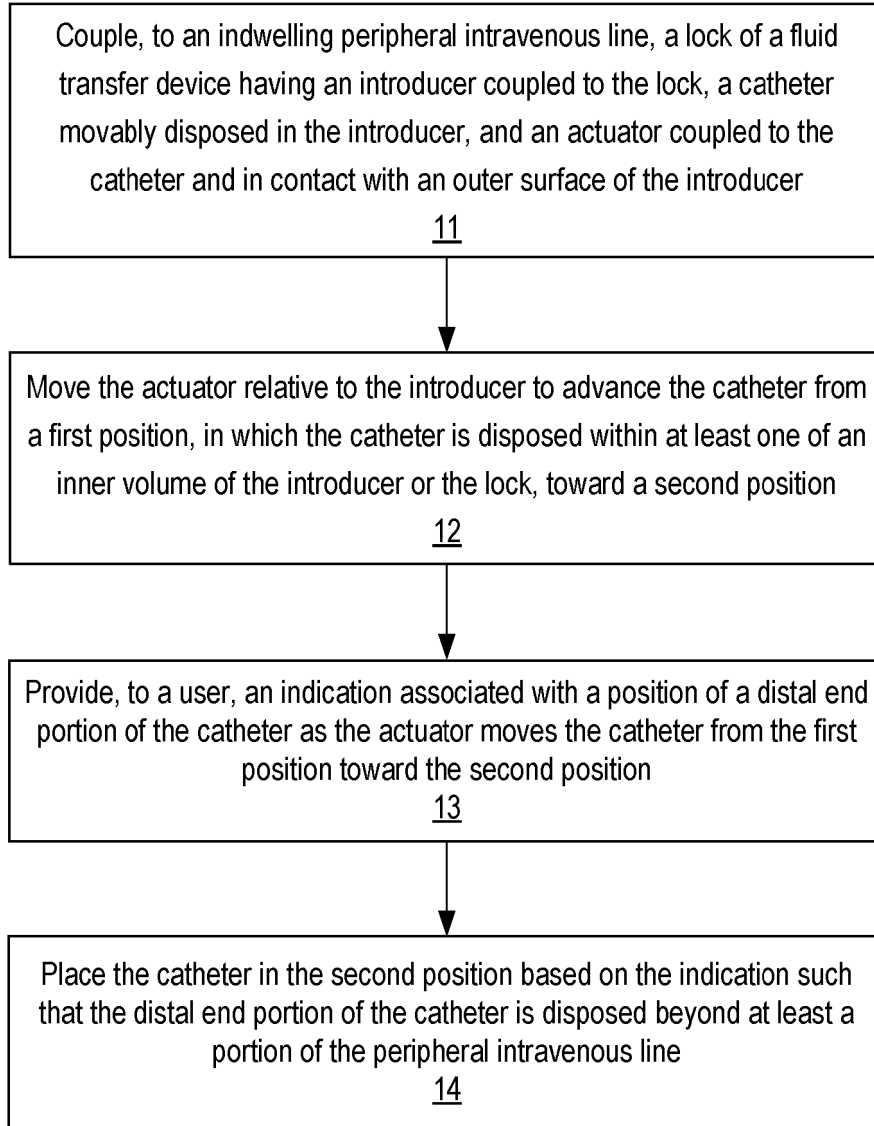 Couple, to an indwelling peripheral intravenous line, a lock of a fluid
transfer device having an introducer coupled to the lock, a catheter
movably disposed in the introducer, and an actuator coupled to the
catheter and in contact with an outer surface of the introducer
11
Move the actuator relative to the introducer to advance the catheter from
a first position, in which the catheter is disposed within at least one of an
inner volume of the introducer or the lock, toward a second position
12
Provide, to a user, an indication associated with a position of a distal end
portion of the catheter as the actuator moves the catheter from the first
position toward the second position
13
Place the catheter in the second position based on the indication such
that the distal end portion of the catheter is disposed beyond at least a
portion of the peripheral intravenous line
14